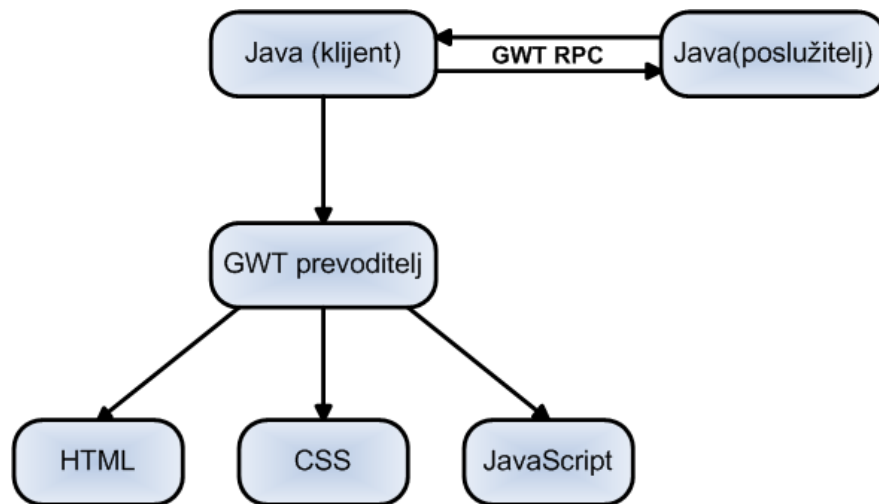 Java (klijent)
GWT RPC
Java(poslužitelj)
GWT prevoditelj
HTML
CSS
JavaScript